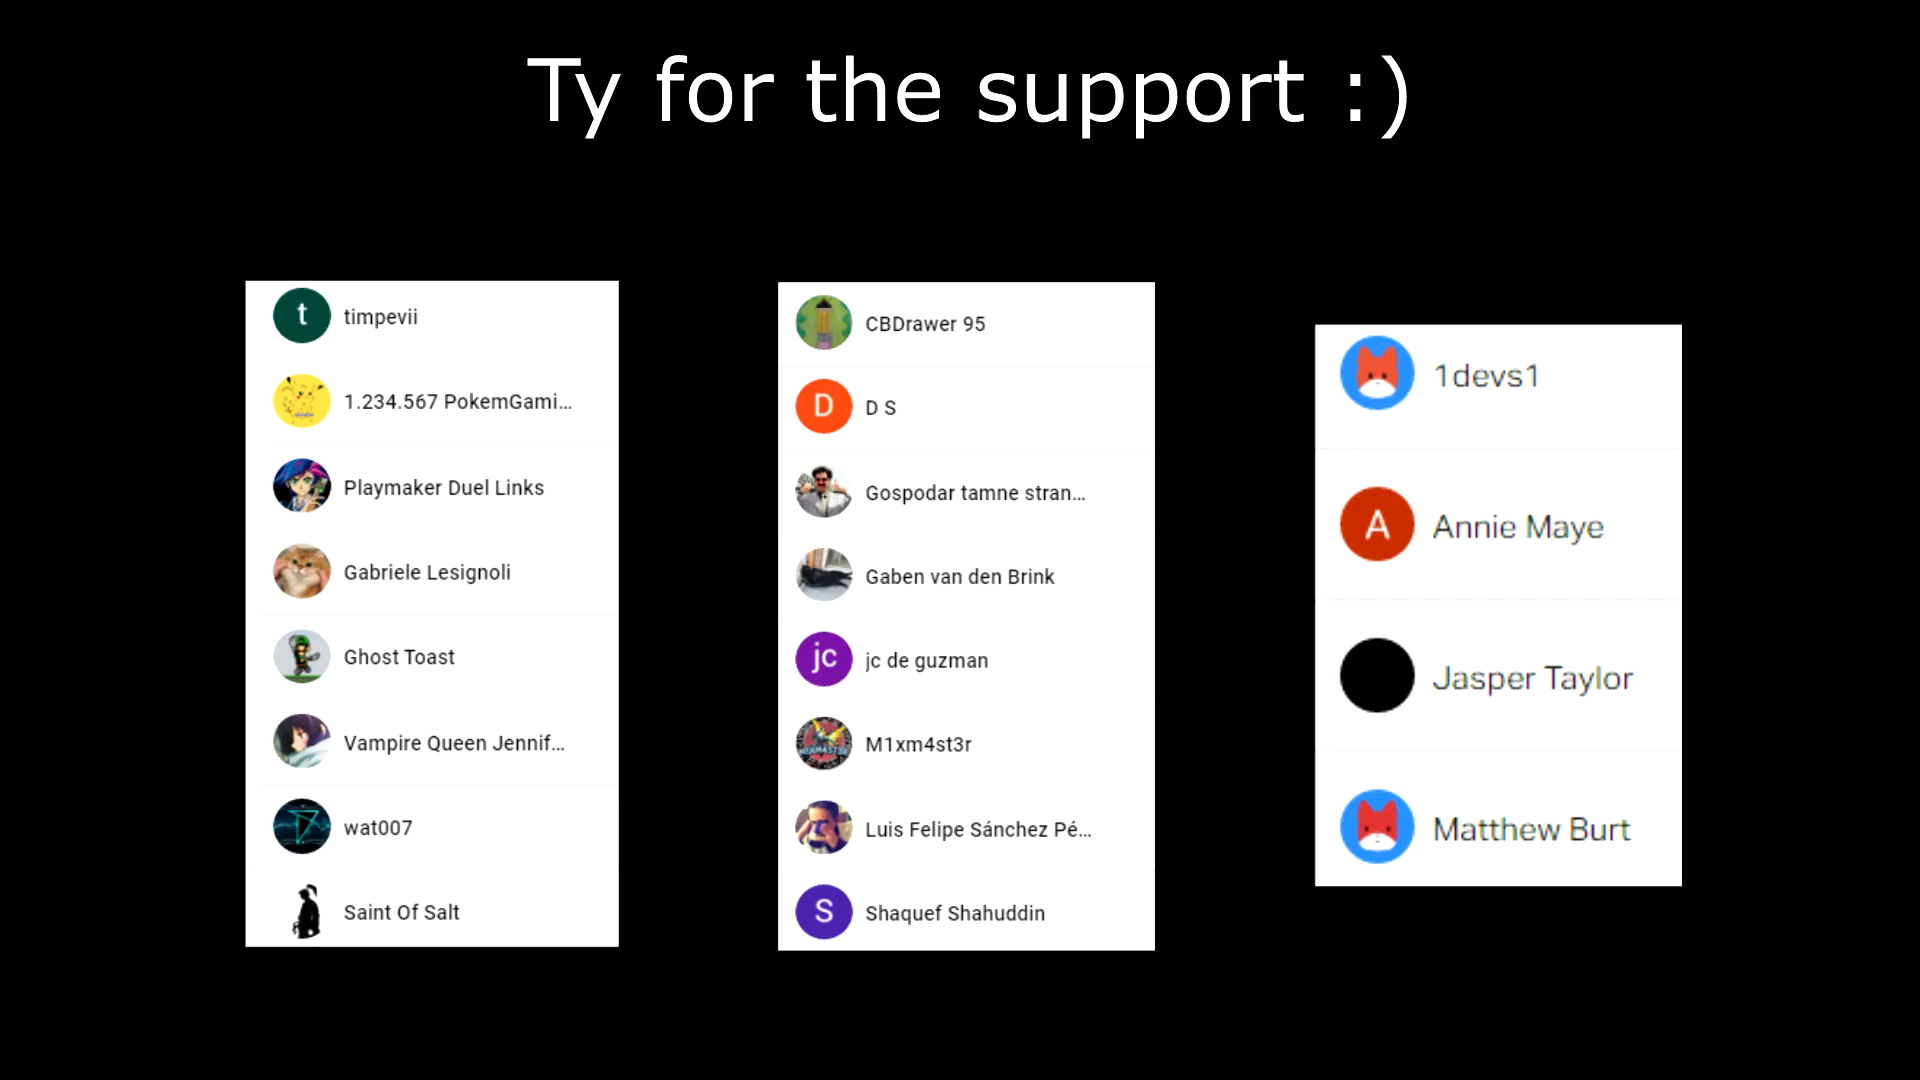 Ty for the support :)
t
timpevii
1.234.567 PokemGami...
Playmaker Duel Links
Gabriele Lesignoli
Ghost Toast
Vampire Queen Jennif...
wat007
Saint Of Salt
CBDrawer 95
D
D S
Gospodar tamne stran...
Gaben van den Brink
jc
jc de guzman
M1xm4st3r
Luis Felipe Sánchez Pé...
S
Shaquef Shahuddin
1devs1
A
Annie Maye
Jasper Taylor
Matthew Burt